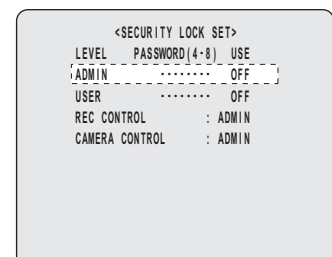 <SECURITY LOCK SET>
LEVEL PASSWORD(4-8) USE
ADMIN -------- OFF
USER -------- OFF
REC CONTROL : ADMIN
CAMERA CONTROL : ADMIN